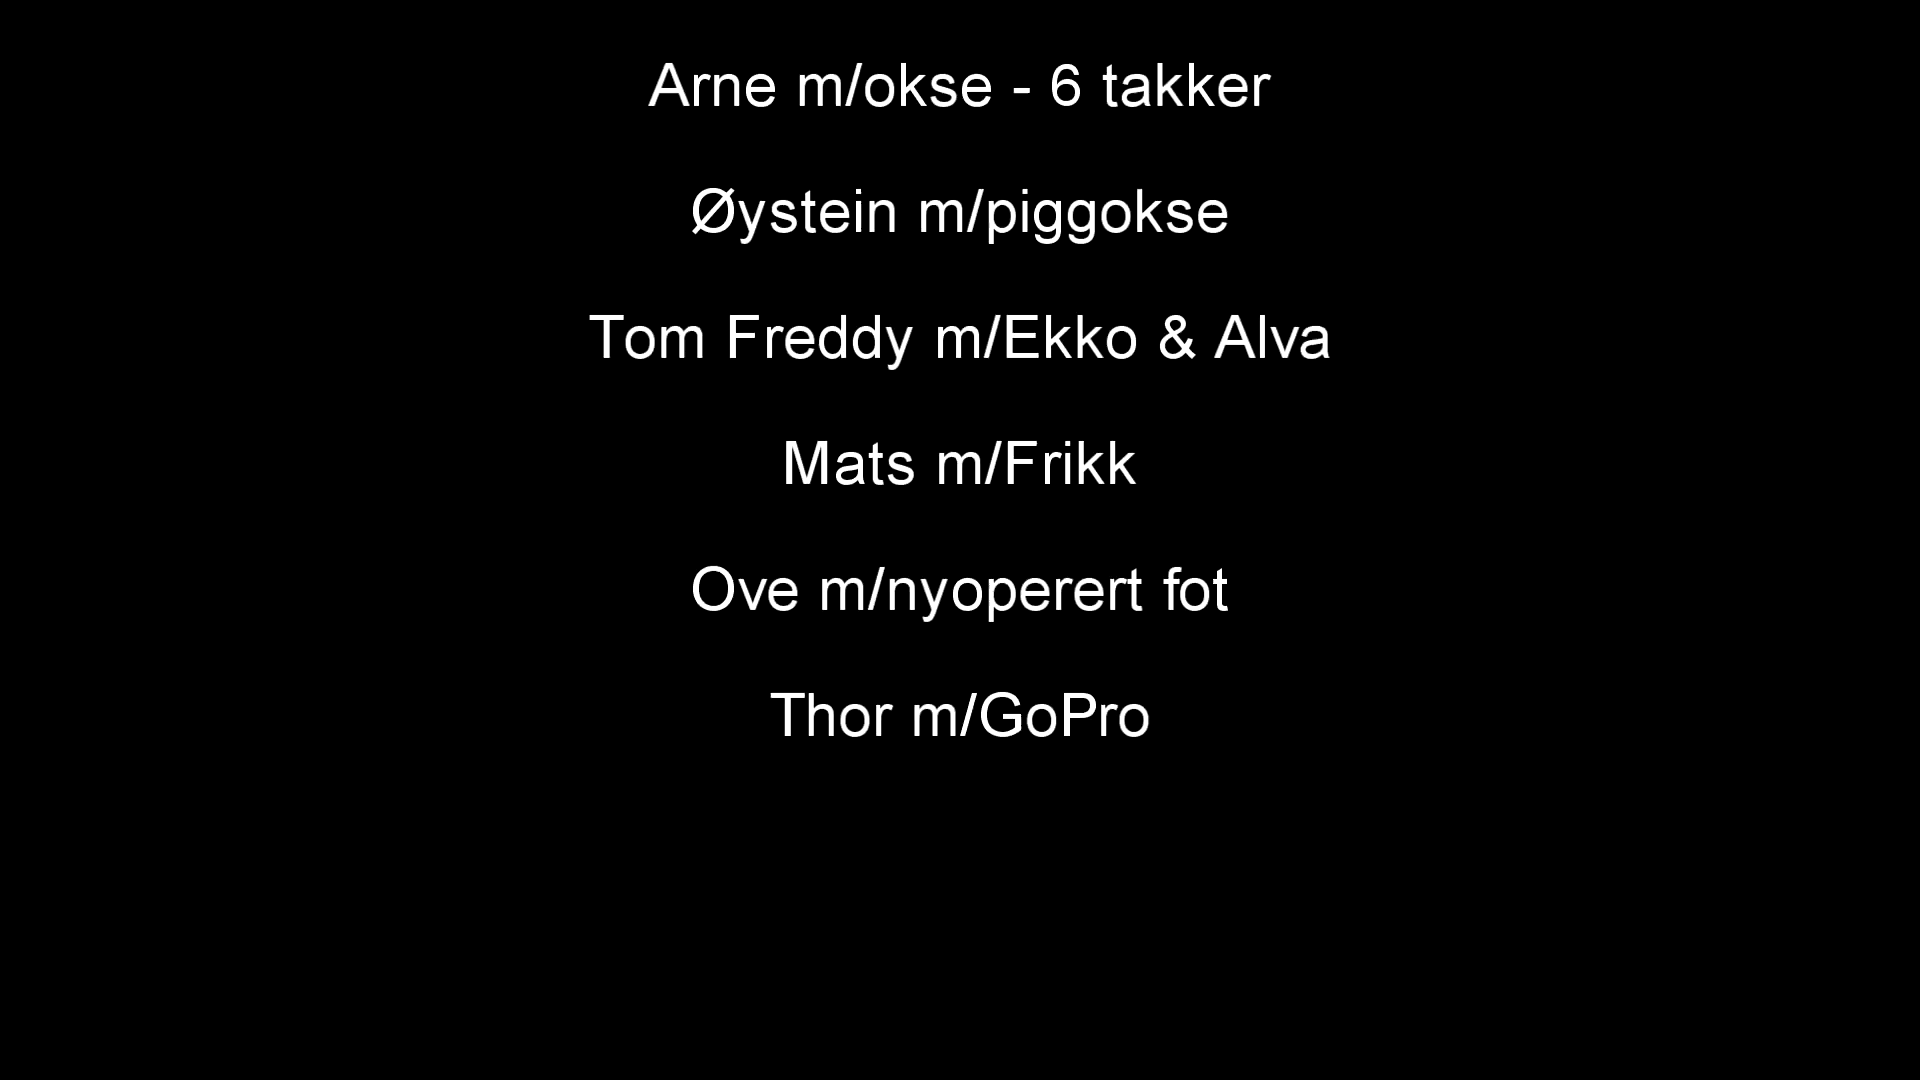 Arne m/okse - 6 takker
Øystein m/piggokse
Tom Freddy m/Ekko & Alva
Mats m/Frikk
Ove m/nyoperert fot
Thor m/GoPro